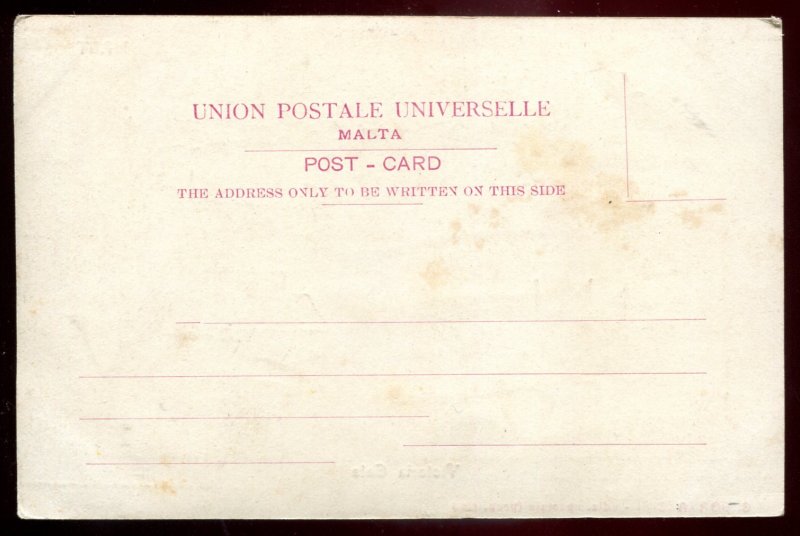 UNION POSTALE UNIVERSELLE
MALTA
POST - CARD
THE ADDRESS ONLY TO BE WRITTEN ON THIS SIDE